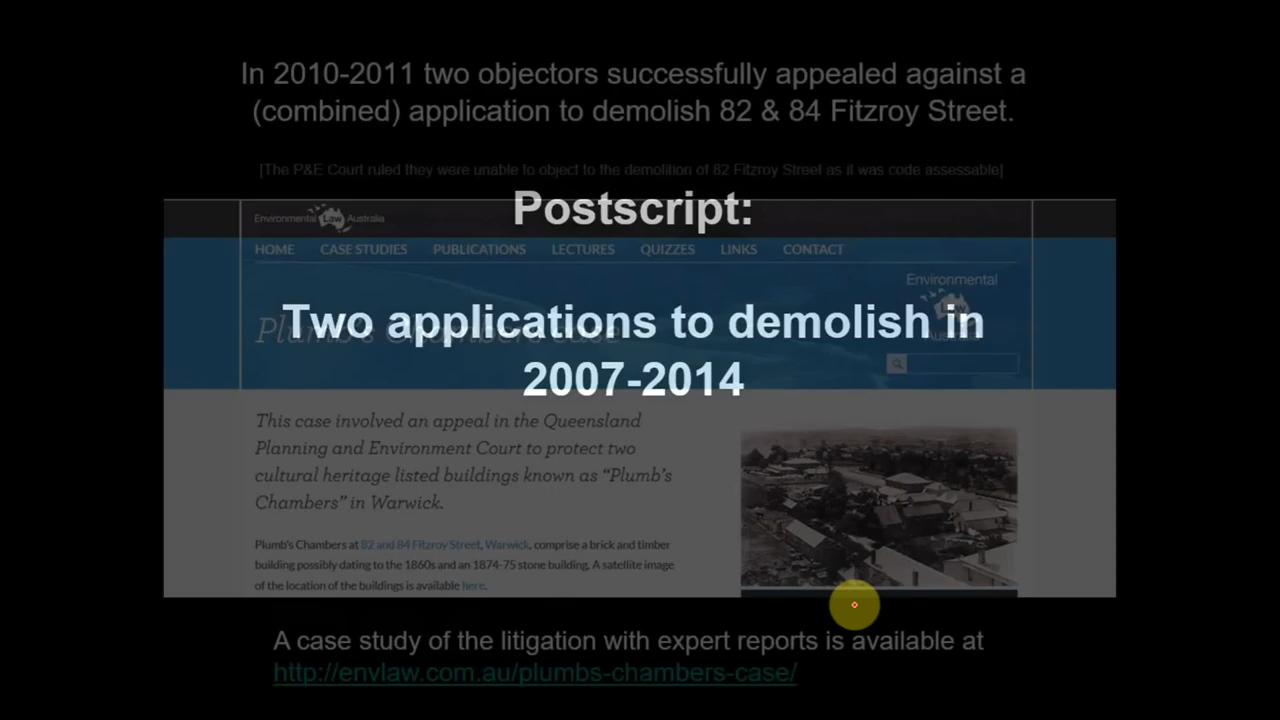 In 2010-2011 two objectors successfully appealed against a
(combined) application to demolish 82 & 84 Fitzroy Street.
[The P&E Court ruled they were unable to object to the demolition of 82 Fitzroy Street as it was code assessable]
Postscript:
Environmental Law Australia
HOME CASE STUDIES PUBLICATIONS LECTURES QUIZZES LINKS CONTACT
Environmental
Law
Australia
Two applications to demolish in
Plumb's Chambers case
2007-2014
This case involved an appeal in the Queensland
Planning and Environment Court to protect two
cultural heritage listed buildings known as “Plumb's
Chambers” in Warwick.
Plumb's Chambers at 82 and 84 Fitzroy Street, Warwick, comprise a brick and timber
building possibly dating to the 1860s and an 1874-75 stone building. A satellite image
of the location of the buildings is available here.
A case study of the litigation with expert reports is available at
http://envlaw.com.au/plumbs-chambers-case/